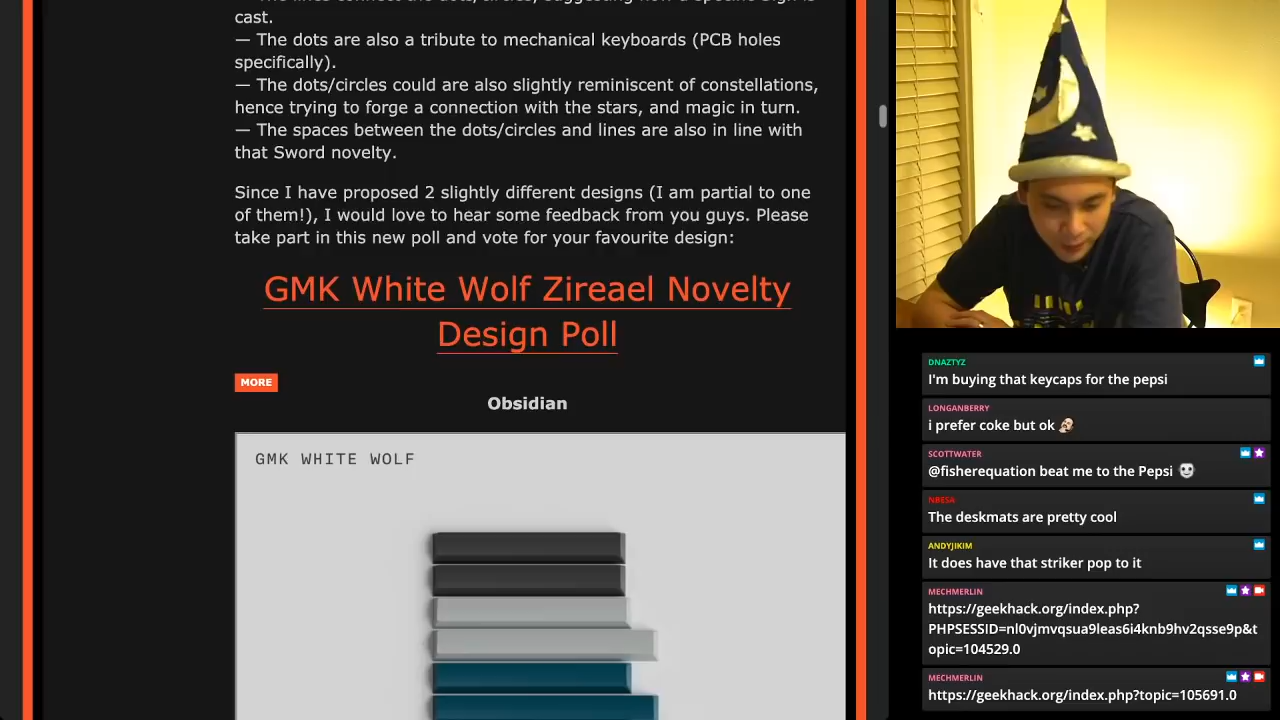 cast.
— The dots are also a tribute to mechanical keyboards (PCB holes
specifically).
— The dots/circles could are also slightly reminiscent of constellations,
hence trying to forge a connection with the stars, and magic in turn.
— The spaces between the dots/circles and lines are also in line with
that Sword novelty.
Since I have proposed 2 slightly different designs (I am partial to one
of them!), I would love to hear some feedback from you guys. Please
take part in this new poll and vote for your favourite design:
GMK White Wolf Zireael Novelty
Design Poll
MORE
Obsidian
GMK WHITE WOLF
DNAZTYZ
I'm buying that keycaps for the pepsi
LONGANBERRY
i prefer coke but ok
SCOTTWATER
@fisherequation beat me to the Pepsi
NBESA
The deskmats are pretty cool
ANDYJIKIM
It does have that striker pop to it
MECHMERLIN
https://geekhack.org/index.php?
PHPSESSID=nl0vjmvqsua9leas6i4knb9hv2qsse9p&t
opic=104529.0
MECHMERLIN
https://geekhack.org/index.php?topic=105691.0